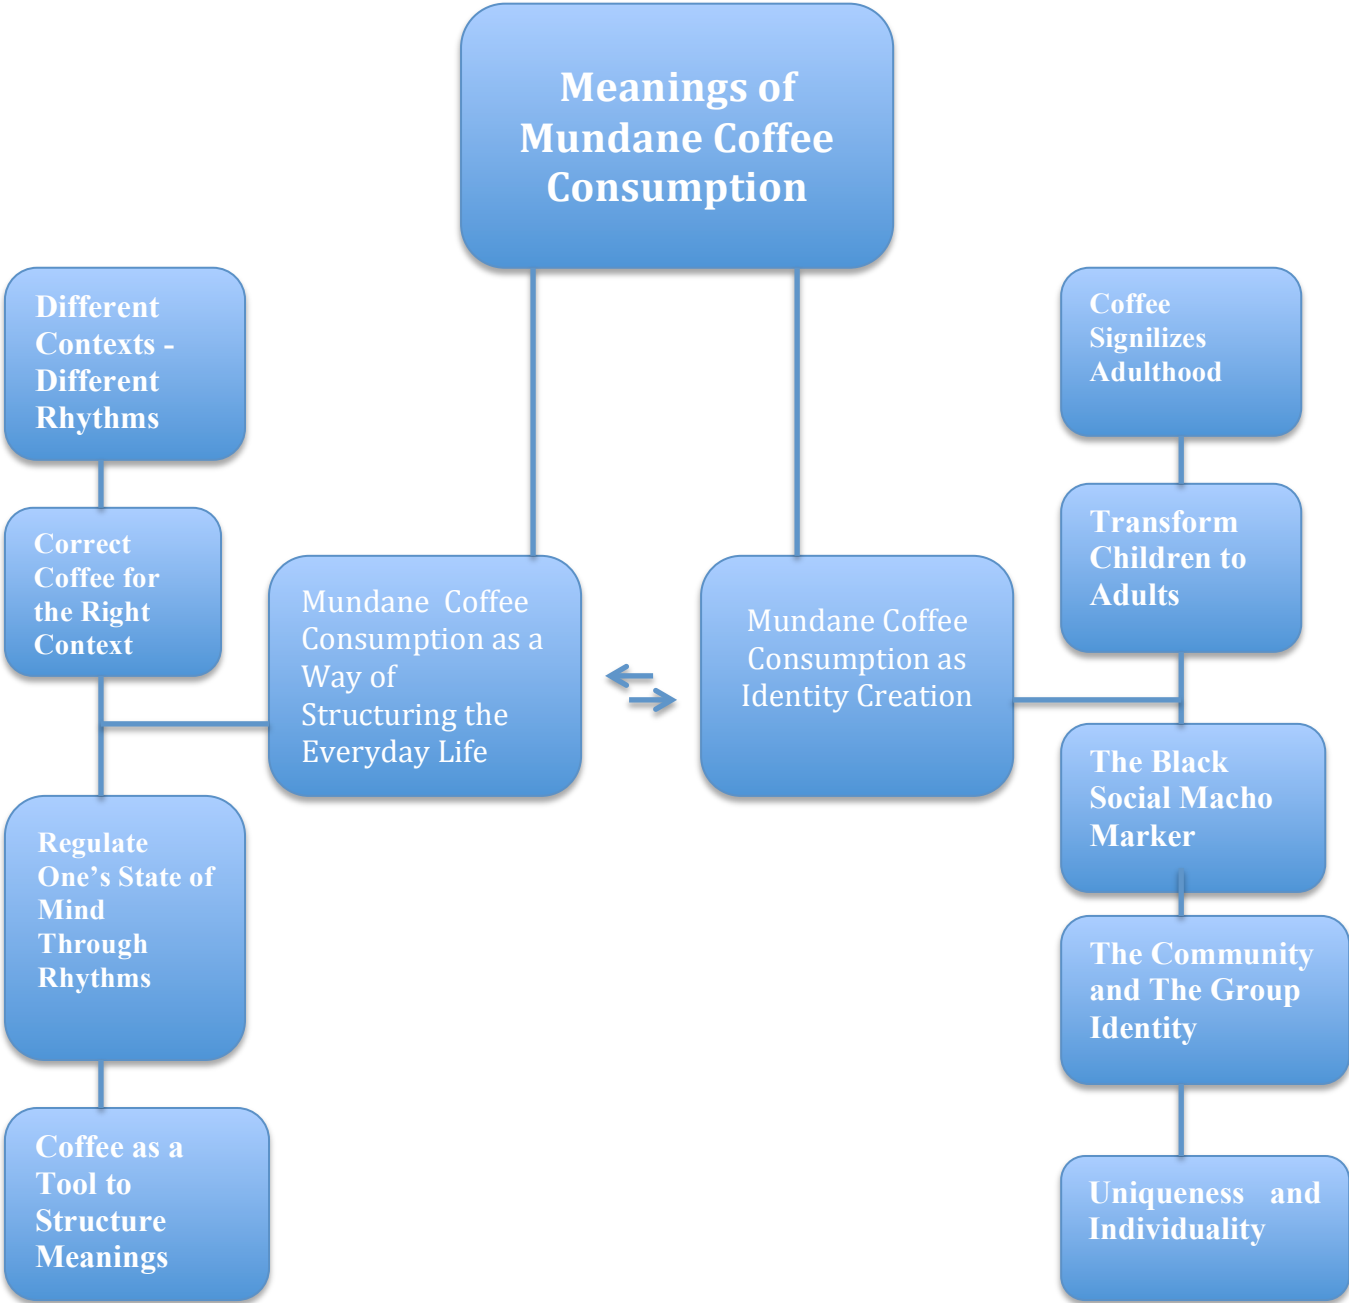 Meanings of
Mundane Coffee
Consumption
Different
Contexts -
Different
Rhythms
Correct
Coffee for
the Right
Context
Regulate
One’s State of
Mind
Through
Rhythms
Coffee as a
Tool to
Structure
Meanings
Mundane Coffee
Consumption as a
Way of
Structuring the
Everyday Life
Mundane Coffee
Consumption as
Identity Creation
Coffee
Signilizes
Adulthood
Transform
Children to
Adults
The Black
Social Macho
Marker
The Community
and The Group
Identity
Uniqueness and
Individuality